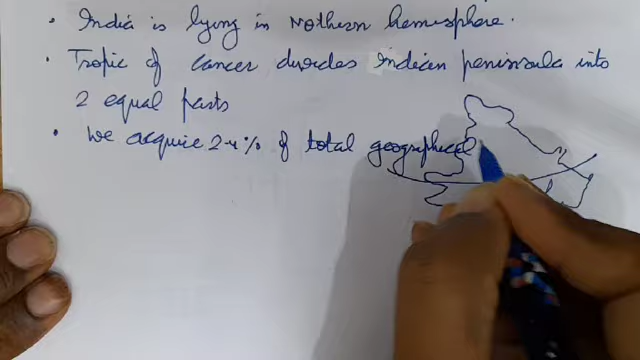 • India is lying in Nothern hemisphere.
• Tropic of cancer divides Indian peninsula into
2 equal parts
• We acquire 2.4% of total geographical